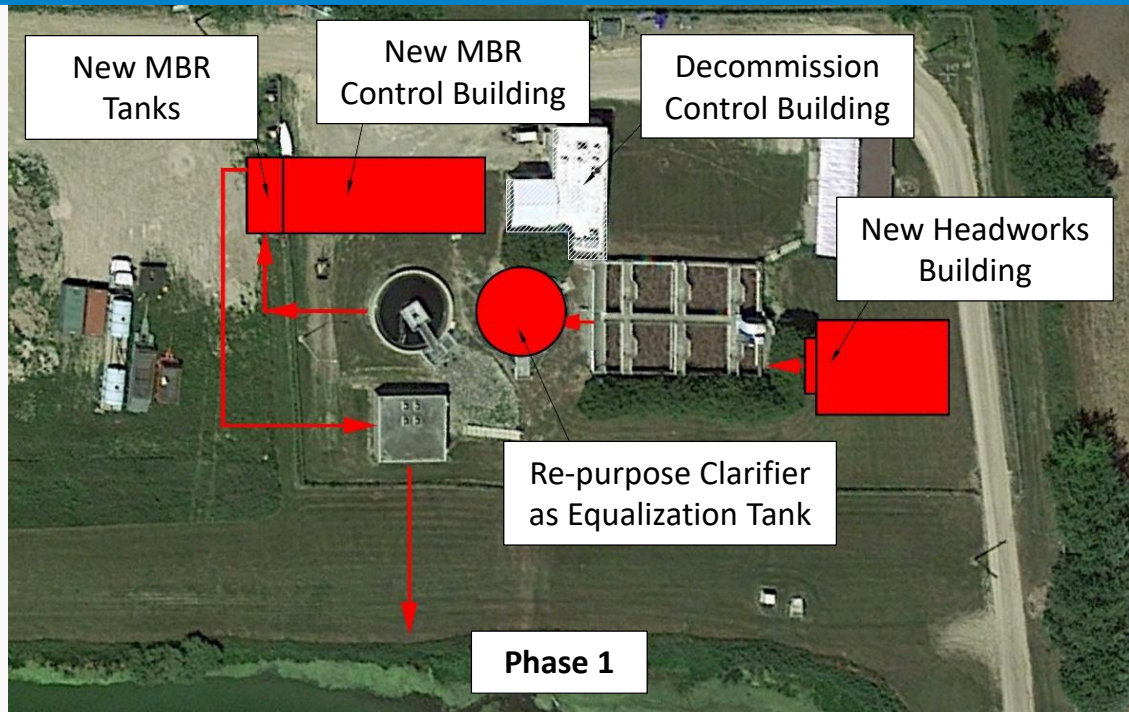 New MBR
Tanks
New MBR
Control Building
Decommission
Control Building
New Headworks
Building
Re-purpose Clarifier
as Equalization Tank
Phase 1